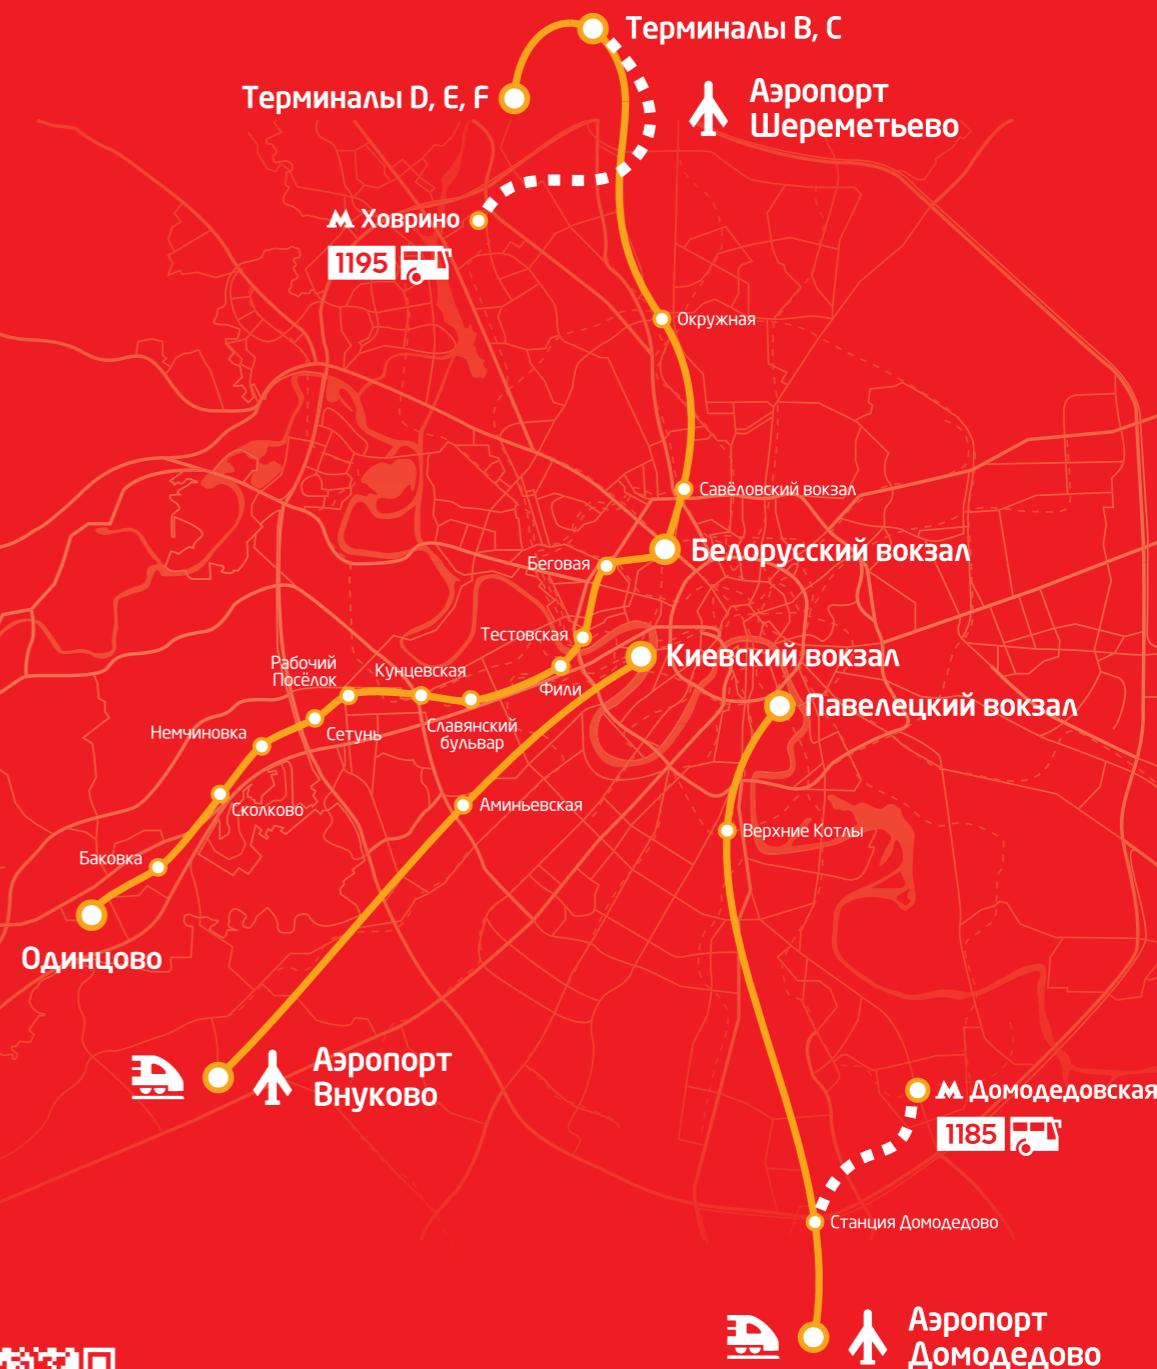 Терминалы B, C
Терминалы D, E, F
Аэропорт
Шереметьево
Ховрино
1195
Окружная
Савёловский вокзал
Белорусский вокзал
Беговая
Тестовская
Киевский вокзал
Рабочий
Посёлок
Кунцевская
Фили
Павелецкий вокзал
Немчиновка
Сетунь
Славянский
бульвар
Сколково
Аминьевская
Верхние Котлы
Баковка
Одинцово
Аэропорт
Внуково
Домодедовская
1185
Станция Домодедово
Аэропорт
Домодедово